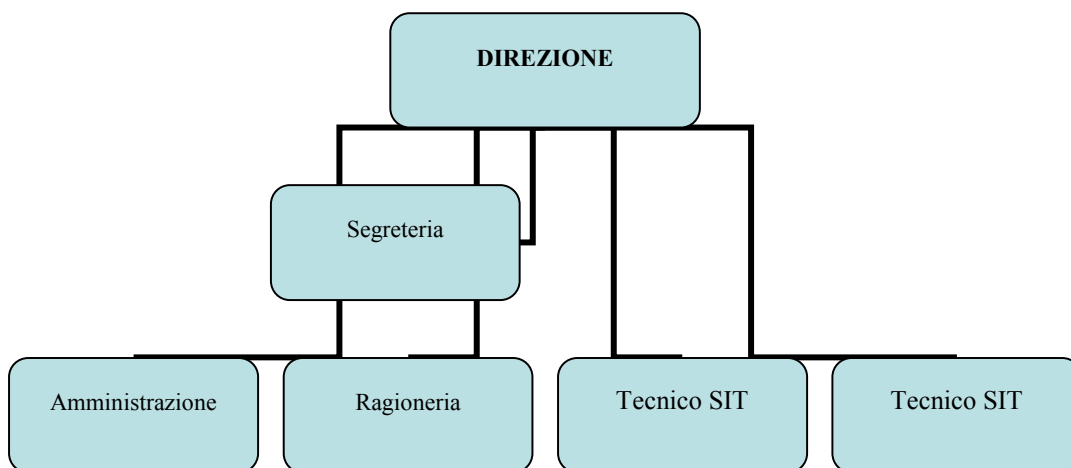 DIREZIONE
Segreteria
Amministrazione
Ragioneria
Tecnico SIT
Tecnico SIT